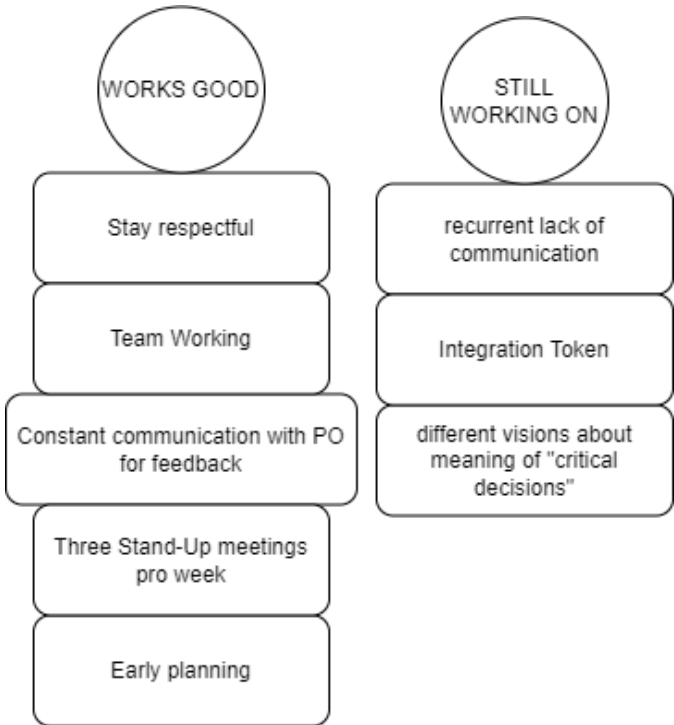 WORKS GOOD
Stay respectful
Team Working
Constant communication with PO
for feedback
Three Stand-Up meetings
pro week
Early planning
STILL
WORKING ON
recurrent lack of
communication
Integration Token
different visions about
meaning of "critical
decisions"